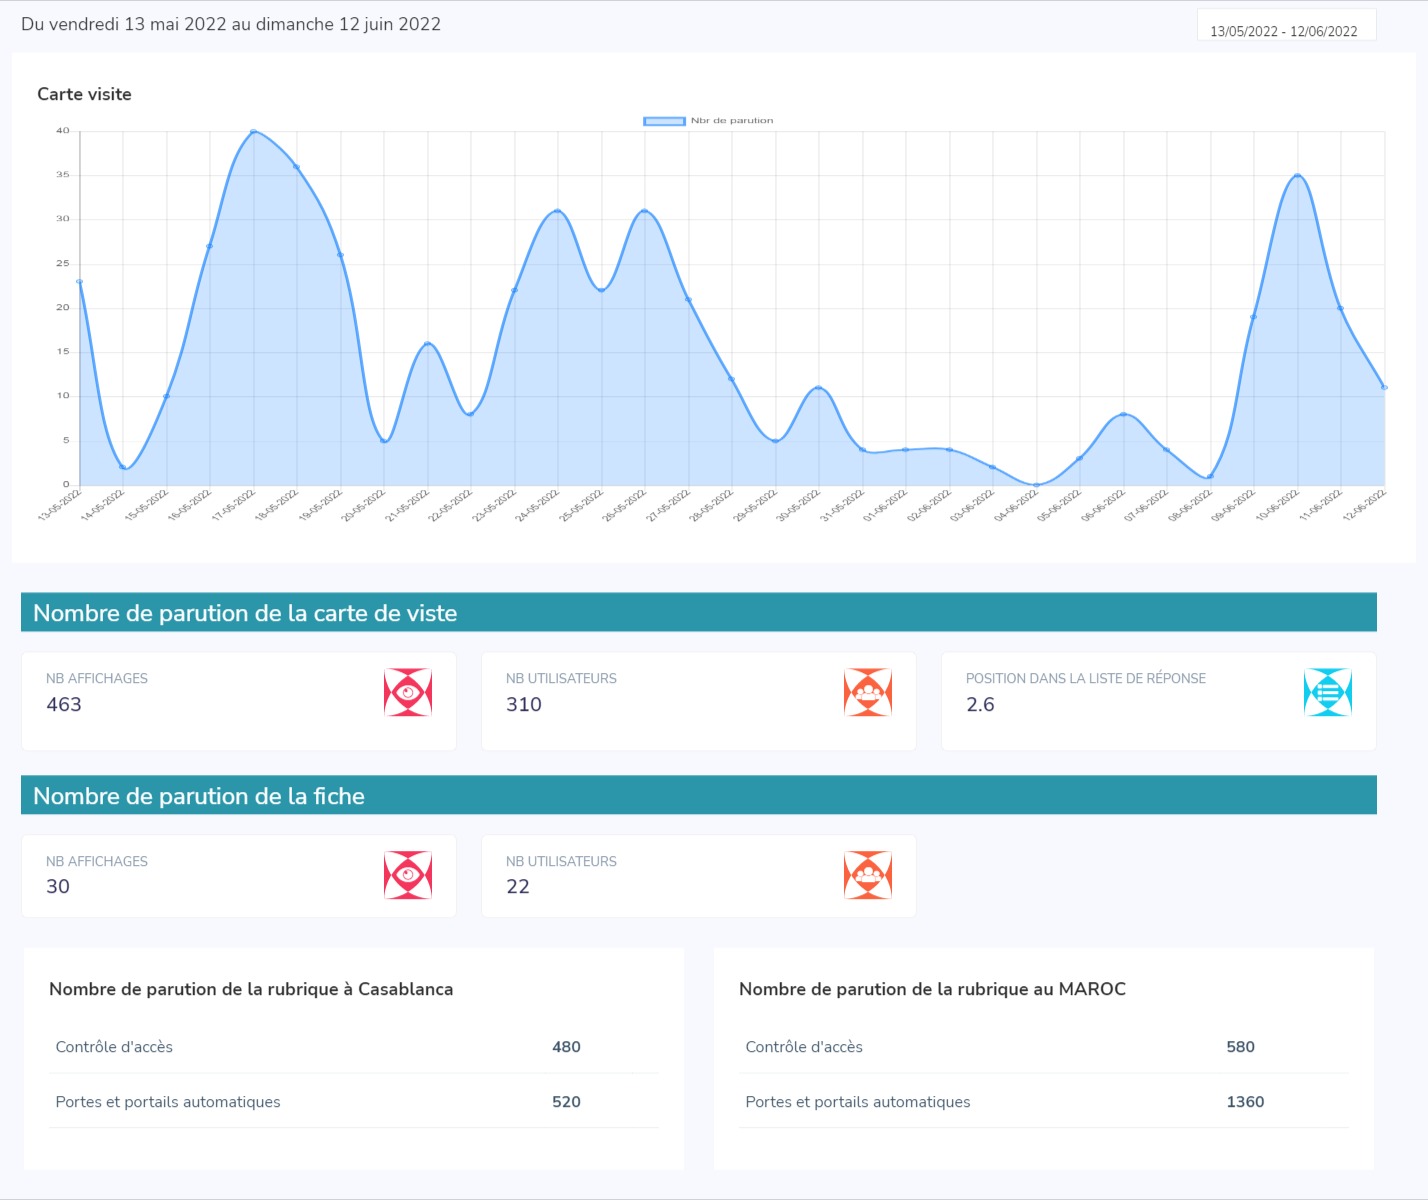 Du vendredi 13 mai 2022 au dimanche 12 juin 2022
13/05/2022 - 12/06/2022
Carte visite
Nbr de parution
40
35
30
25
20
15
10
5
0
13-05-2022 14-05-2022 15-05-2022 16-05-2022 17-05-2022 18-05-2022 19-05-2022 20-05-2022 21-05-2022 22-05-2022 23-05-2022 24-05-2022 25-05-2022 26-05-2022 27-05-2022 28-05-2022 29-05-2022 30-05-2022 31-05-2022 01-06-2022 02-06-2022 03-06-2022 04-06-2022 05-06-2022 06-06-2022 07-06-2022 08-06-2022 09-06-2022 10-06-2022 11-06-2022 12-06-2022
Nombre de parution de la carte de viste
NB AFFICHAGES
463
NB UTILISATEURS
310
POSITION DANS LA LISTE DE RÉPONSE
2.6
Nombre de parution de la fiche
NB AFFICHAGES
30
NB UTILISATEURS
22
Nombre de parution de la rubrique à Casablanca
Contrôle d'accès 480
Portes et portails automatiques 520
Nombre de parution de la rubrique au MAROC
Contrôle d'accès 580
Portes et portails automatiques 1360